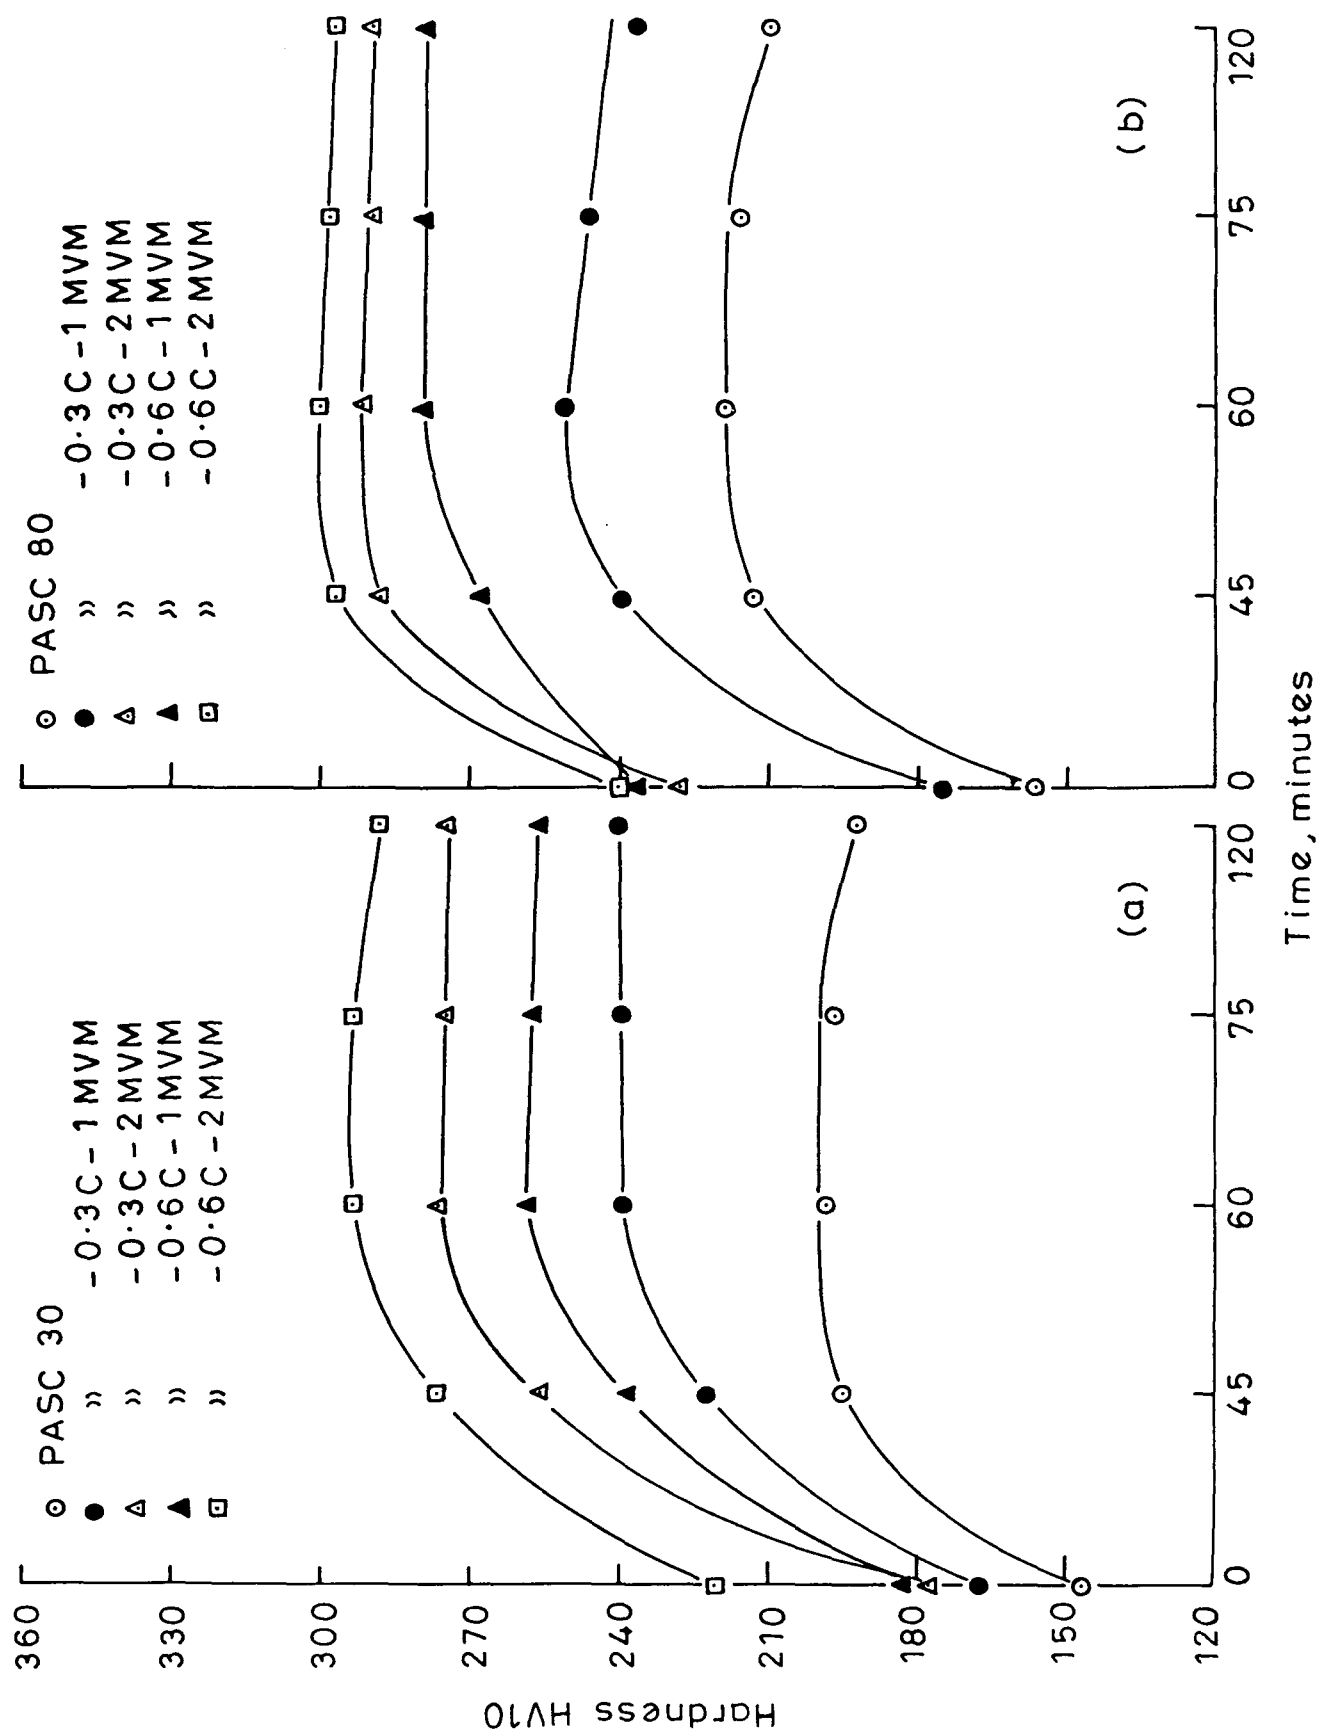 PASC 30
" -0·3C-1MVM
" -0·3C-2MVM
" -0·6C-1MVM
" -0·6C-2MVM
PASC 80
" -0·3C-1MVM
" -0·3C-2MVM
" -0·6C-1MVM
" -0·6C-2MVM
Hardness HV10
360
330
300
270
240
210
180
150
120
(a)
(b)
0 45 60 75 120
0 45 60 75 120
Time, minutes